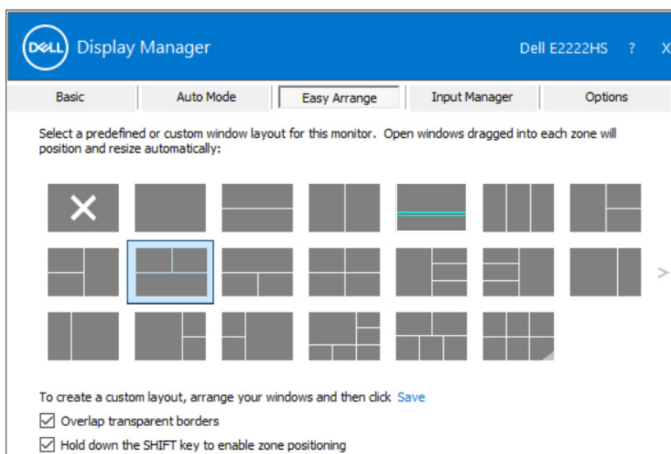 DELL Display Manager Dell E2222HS ? X
Basic Auto Mode Easy Arrange Input Manager Options
Select a predefined or custom window layout for this monitor. Open windows dragged into each zone will
position and resize automatically:
>
To create a custom layout, arrange your windows and then click Save
Overlap transparent borders
Hold down the SHIFT key to enable zone positioning